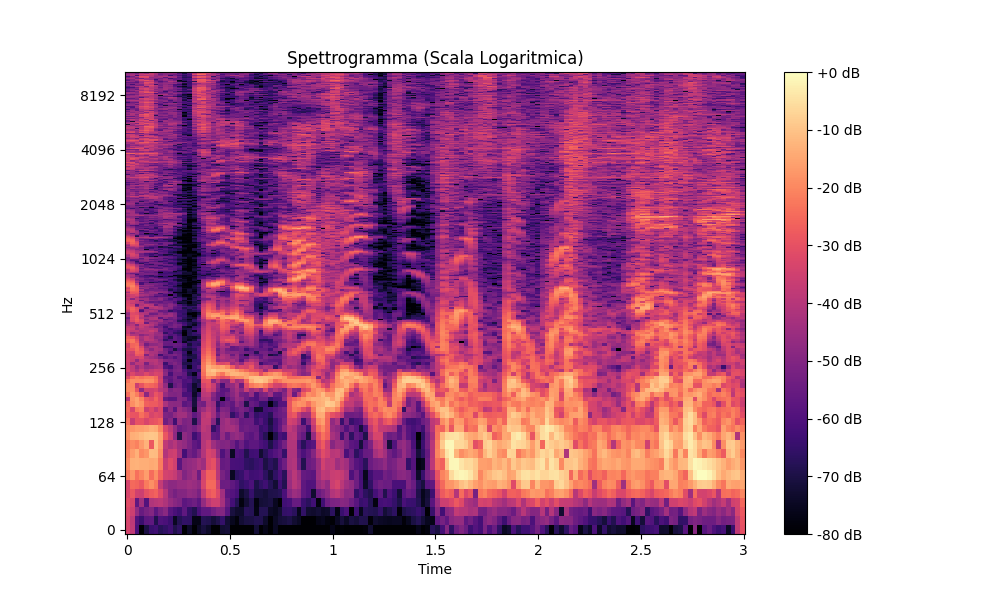 Spettrogramma (Scala Logaritmica)
8192
4096
2048
1024
512
256
128
64
0
Hz
0
0.5
1
1.5
2
2.5
3
Time
+0 dB
-10 dB
-20 dB
-30 dB
-40 dB
-50 dB
-60 dB
-70 dB
-80 dB